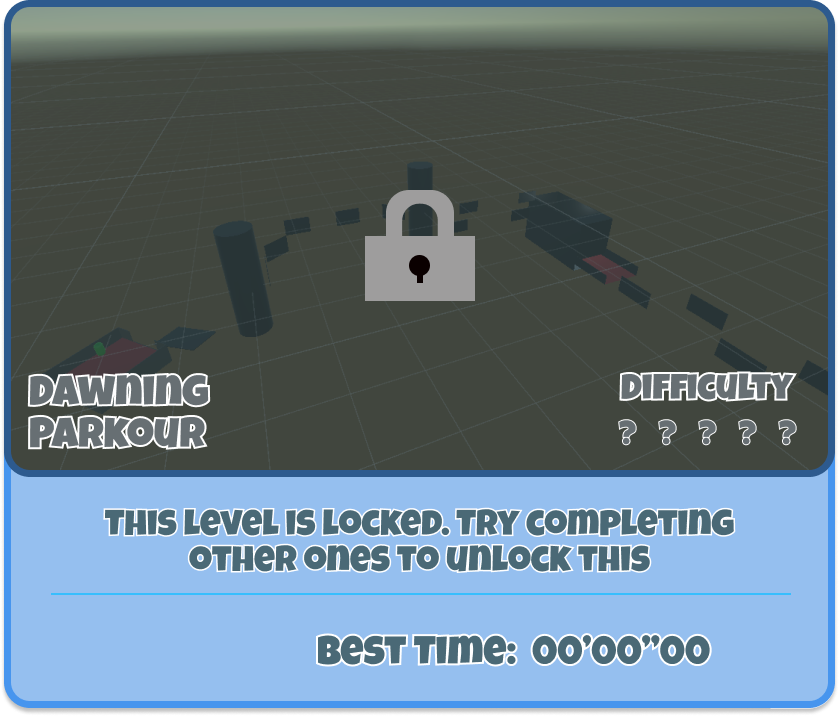 DAWNING
PARKOUR
DIFFICULTY
? ? ? ? ?
THIS LEVEL IS LOCKED. TRY COMPLETING
OTHER ONES TO UNLOCK THIS
BEST TIME: 00’00”00